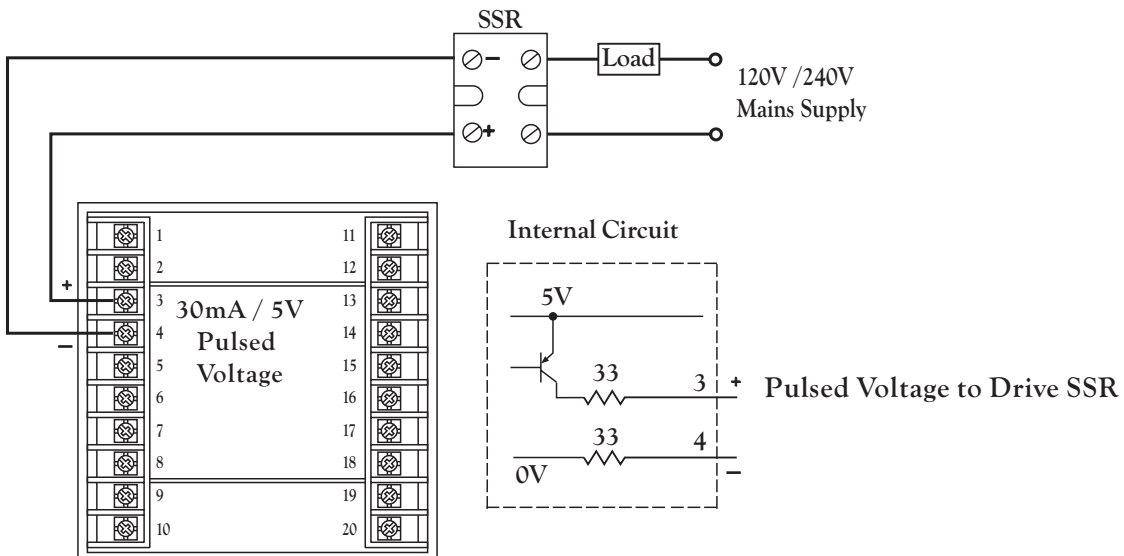 SSR
−
+
Load
120V /240V
Mains Supply
1
2
3
4
5
6
7
8
9
10
11
12
13
14
15
16
17
18
19
20
+
−
30mA / 5V
Pulsed
Voltage
Internal Circuit
5V
33
3
+
Pulsed Voltage to Drive SSR
33
4
−
0V